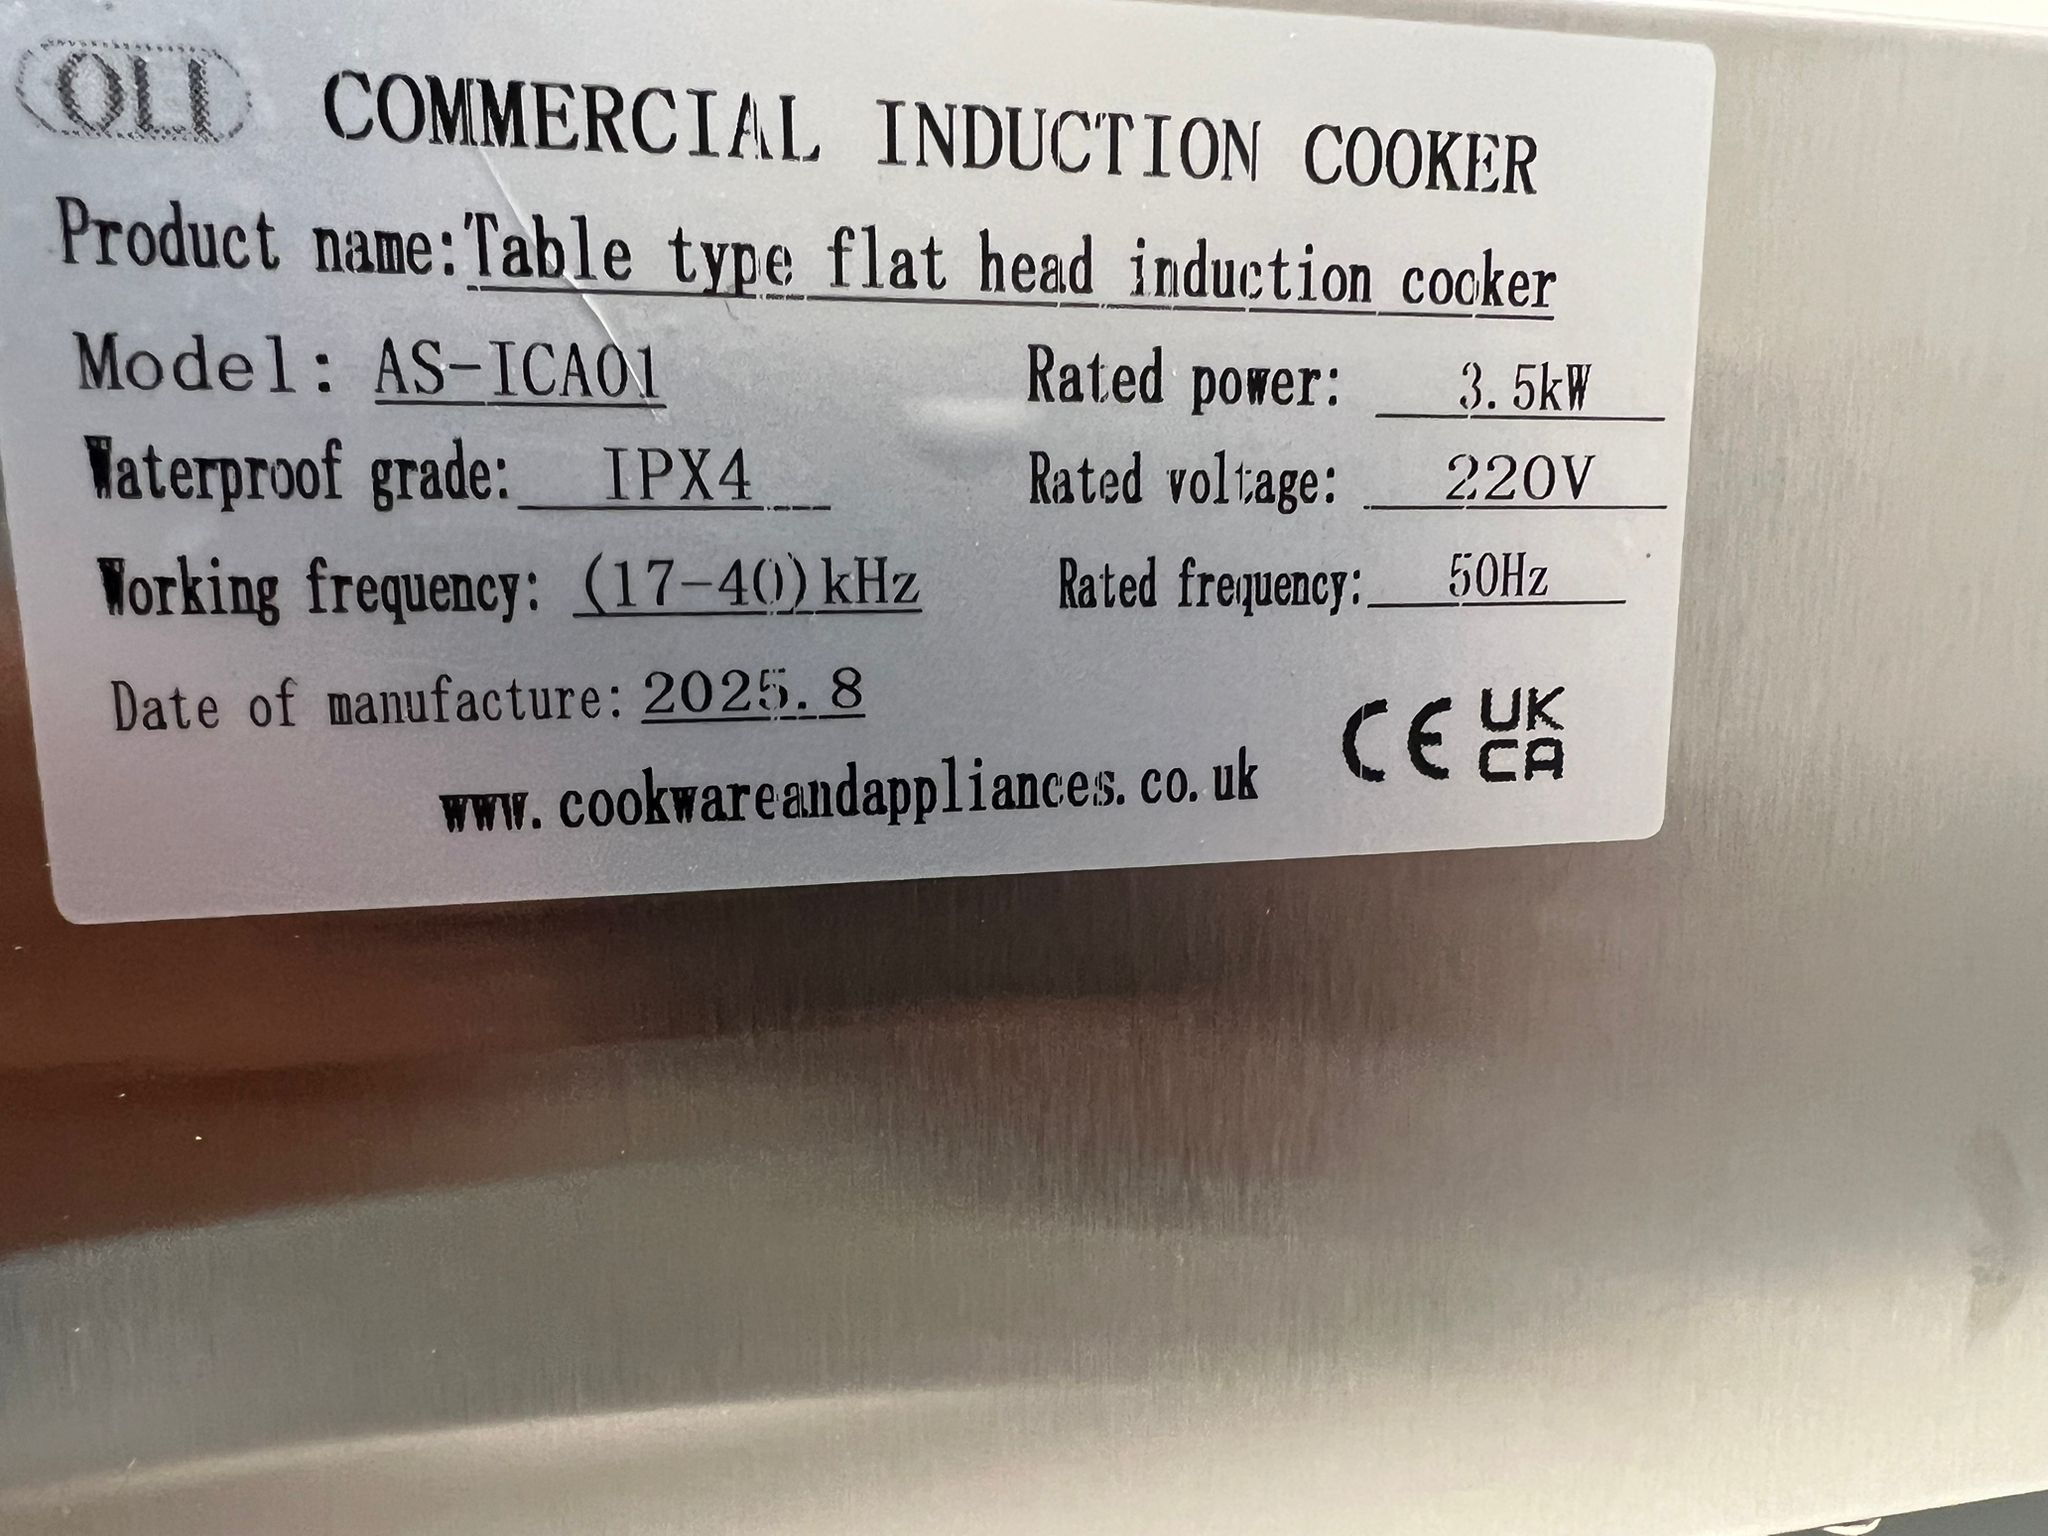 OLI COMMERCIAL INDUCTION COOKER
Product name: Table type flat head induction cooker
Model: AS-ICA01 Rated power: 3.5kW
Waterproof grade: IPX4 Rated voltage: 220V
Working frequency: (17-40)kHz Rated frequency: 50Hz
Date of manufacture: 2025.8
CE UK CA
www.cookwareandappliances.co.uk